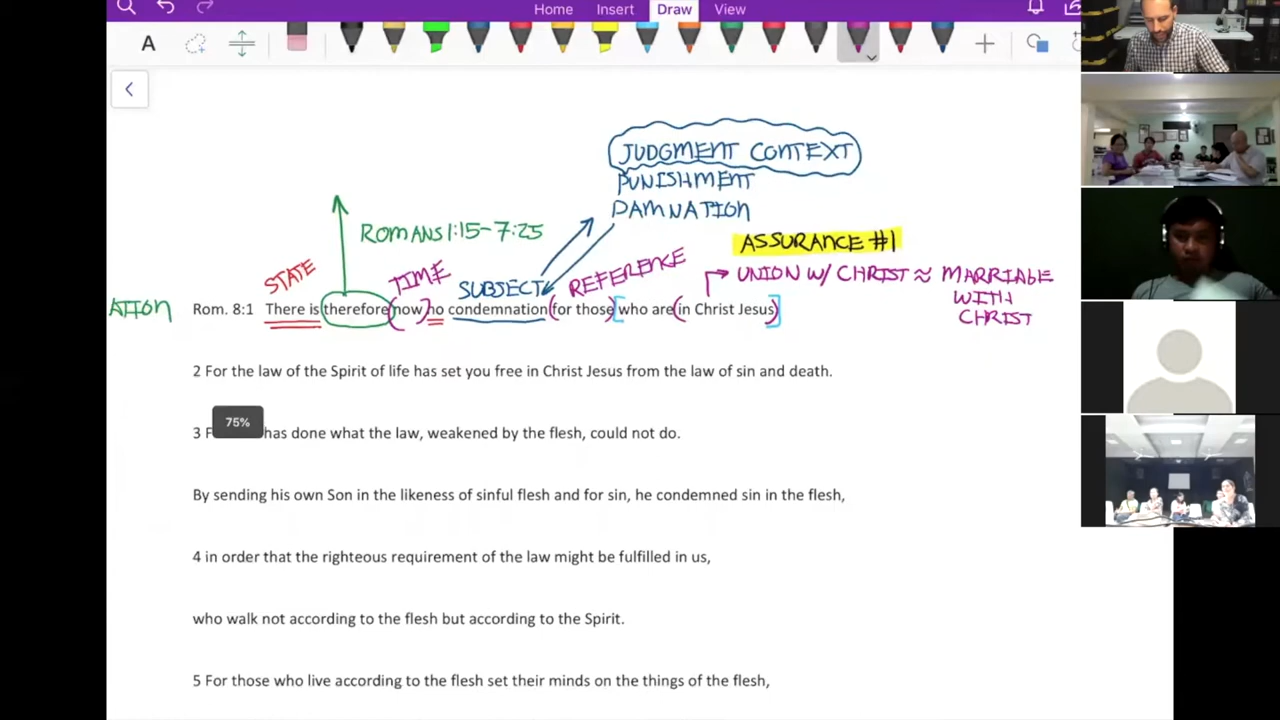 Home Insert Draw View
A
JUDGMENT CONTEXT
PUNISHMENT
DAMNATION
ROMANS 1:15-7:25
ASSURANCE #1
STATE
TIME
SUBJECT
REFERENCE
UNION W/ CHRIST ≈ MARRIAGE
WITH
CHRIST
ATION
Rom. 8:1 There is therefore now no condemnation for those who are in Christ Jesus
2 For the law of the Spirit of life has set you free in Christ Jesus from the law of sin and death.
75%
3 F has done what the law, weakened by the flesh, could not do.
By sending his own Son in the likeness of sinful flesh and for sin, he condemned sin in the flesh,
4 in order that the righteous requirement of the law might be fulfilled in us,
who walk not according to the flesh but according to the Spirit.
5 For those who live according to the flesh set their minds on the things of the flesh,